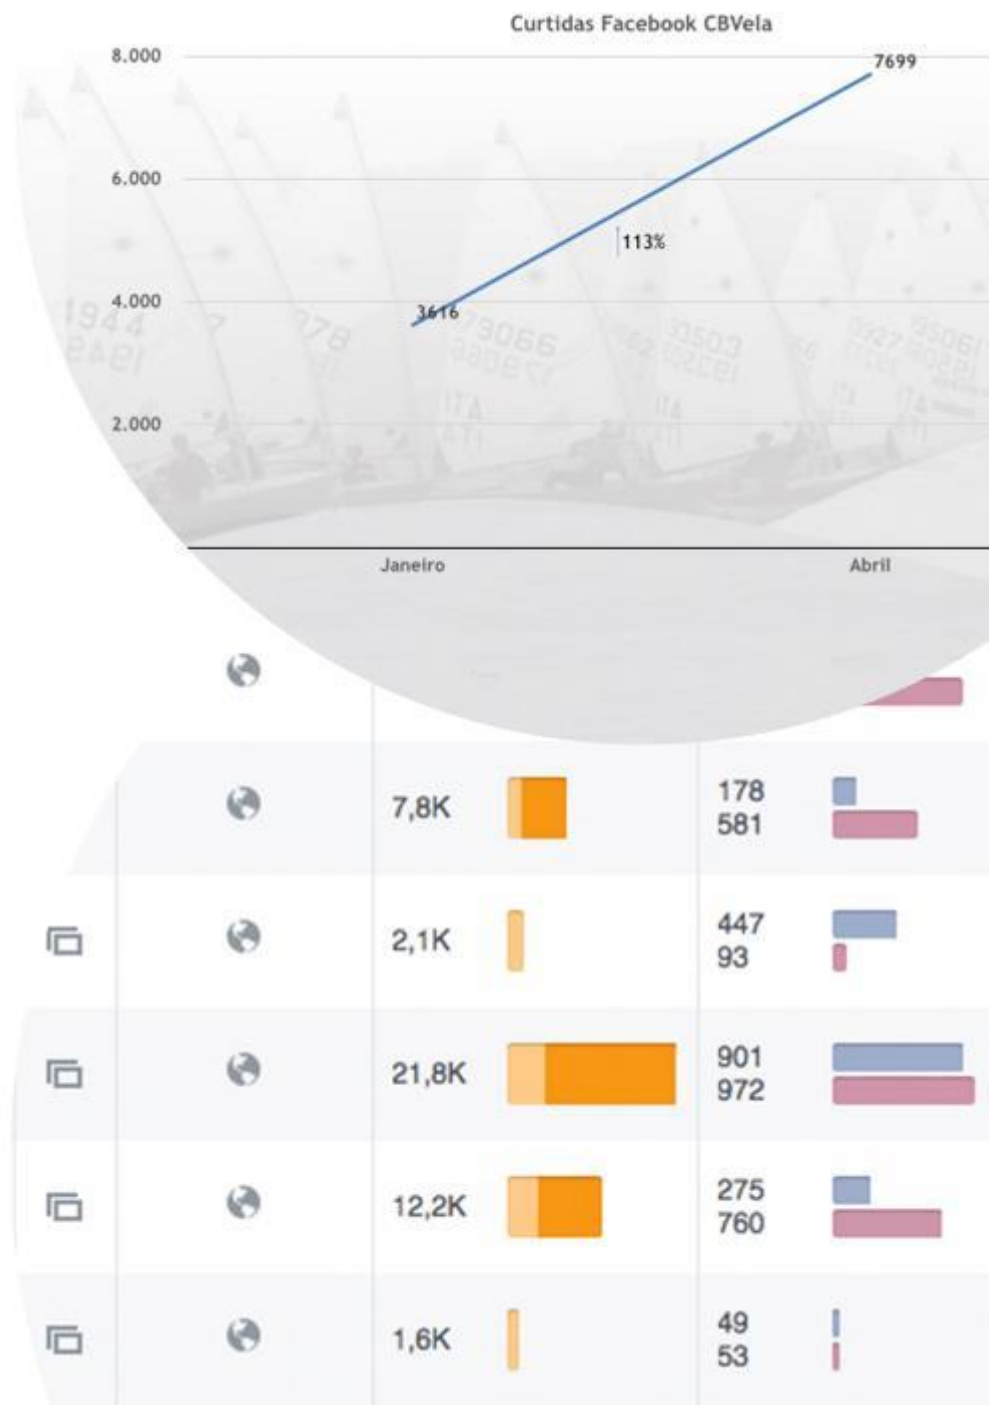 Curtidas Facebook CBVela
8.000
7699
6.000
113%
4.000
3616
2.000
Janeiro
Abril
7,8K
178
581
2,1K
447
93
21,8K
901
972
12,2K
275
760
1,6K
49
53